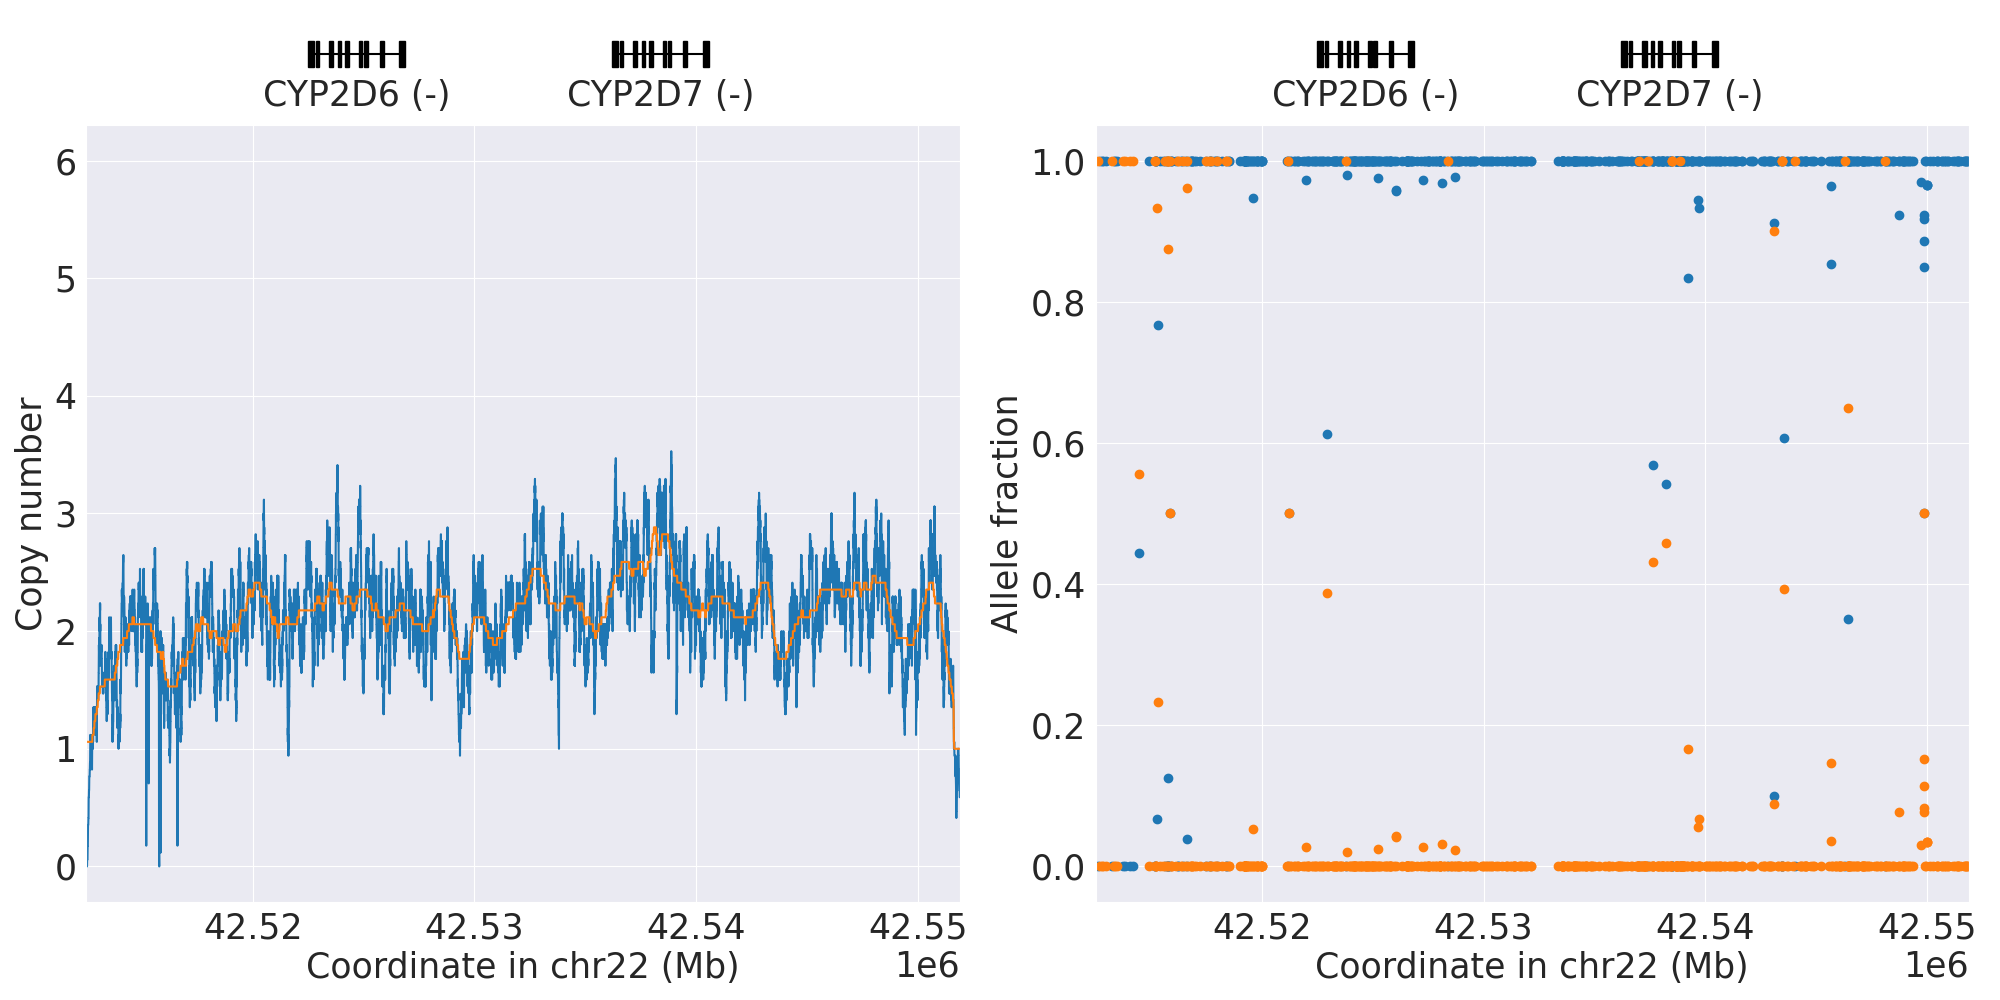 CYP2D6 (-) CYP2D7 (-)
6
5
4
3
2
1
0
Copy number
42.52 42.53 42.54 42.55
Coordinate in chr22 (Mb)
1e6
CYP2D6 (-) CYP2D7 (-)
1.0
0.8
0.6
0.4
0.2
0.0
Allele fraction
42.52 42.53 42.54 42.55
Coordinate in chr22 (Mb)
1e6